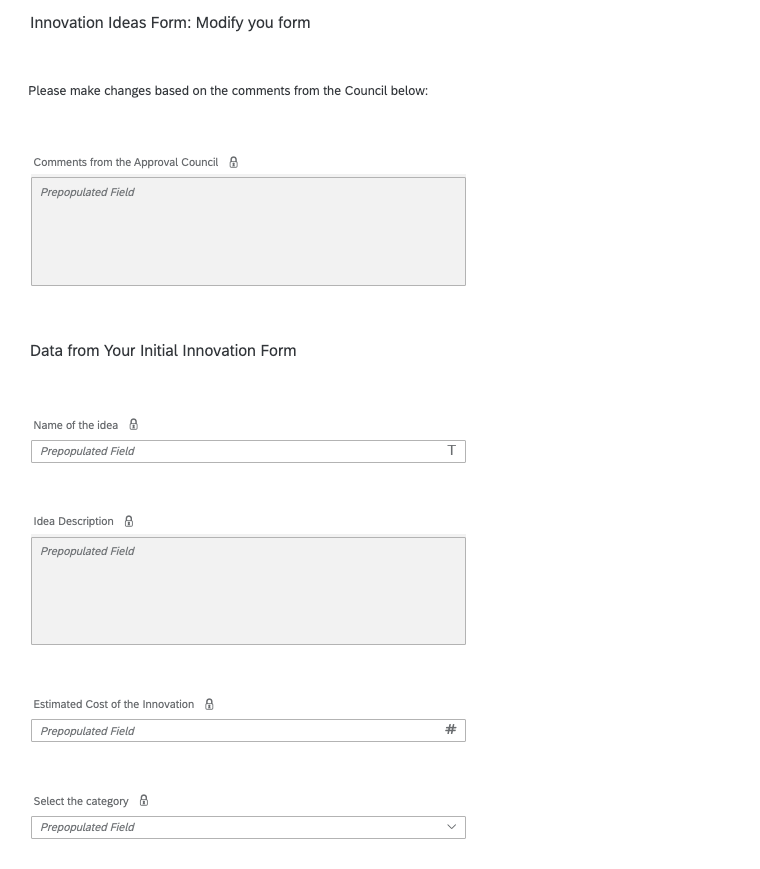 Innovation Ideas Form: Modify you form
Please make changes based on the comments from the Council below:
Comments from the Approval Council
Prepopulated Field
Data from Your Initial Innovation Form
Name of the idea
Prepopulated Field T
Idea Description
Prepopulated Field
Estimated Cost of the Innovation
Prepopulated Field #
Select the category
Prepopulated Field